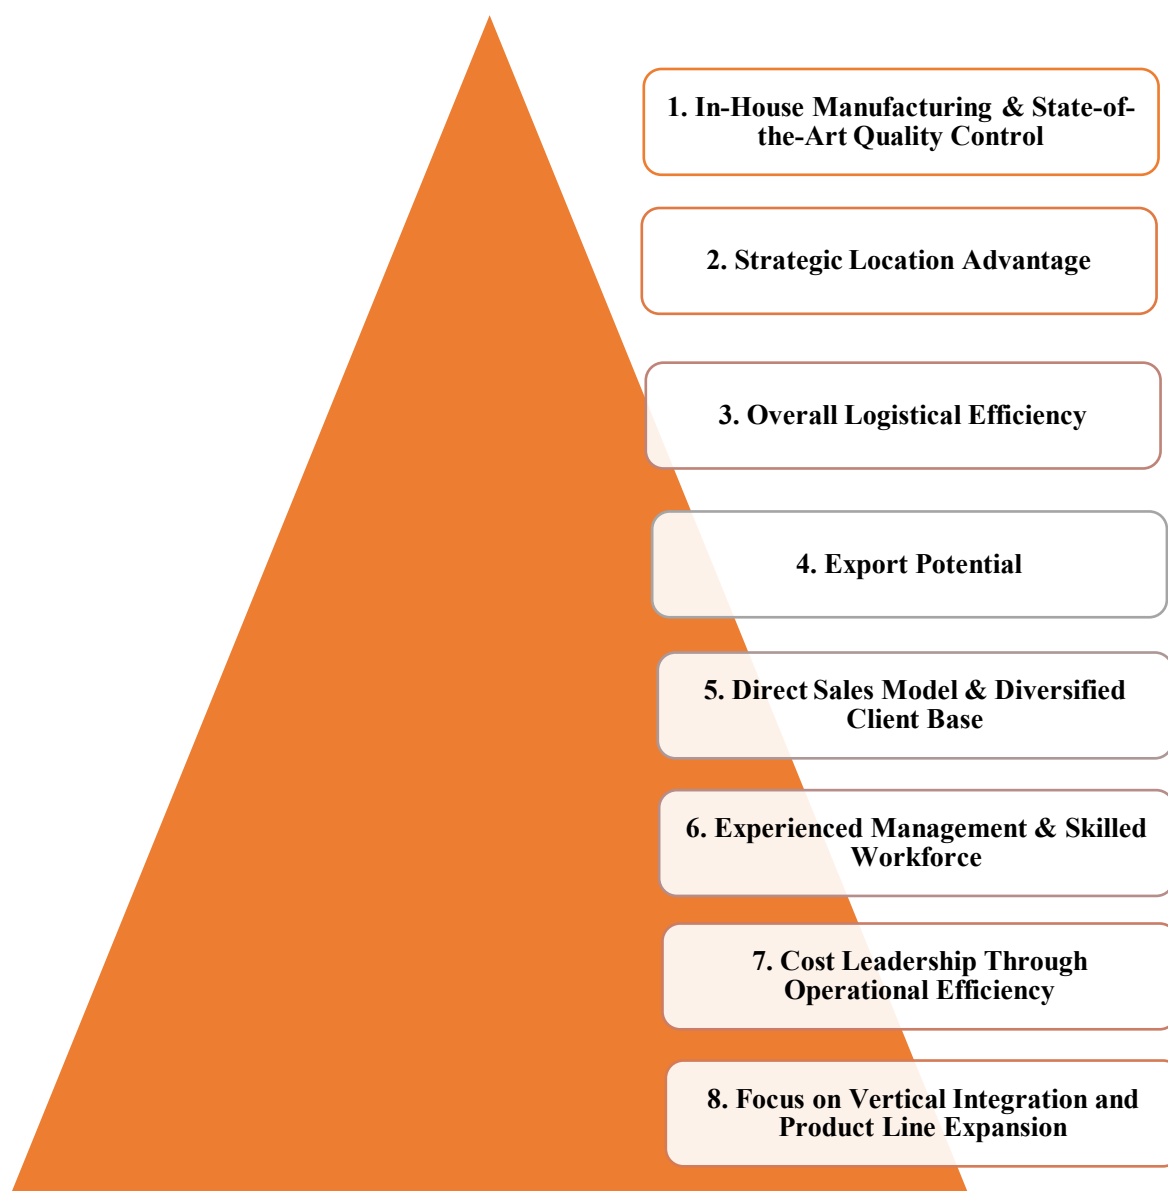 1. In-House Manufacturing & State-of-
the-Art Quality Control
2. Strategic Location Advantage
3. Overall Logistical Efficiency
4. Export Potential
5. Direct Sales Model & Diversified
Client Base
6. Experienced Management & Skilled
Workforce
7. Cost Leadership Through
Operational Efficiency
8. Focus on Vertical Integration and
Product Line Expansion